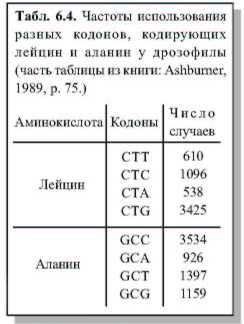 Табл. 6.4. Частоты использования
разных кодонов, кодирующих
лейцин и аланин у дрозофилы
(часть таблицы из книги: Ashburner,
1989, p. 75.)
Аминокислота Кодоны Число случаев
Лейцин
CTT 610
CTC 1096
CTA 538
CTG 3425
Аланин
GCC 3534
GCA 926
GCT 1397
GCG 1159